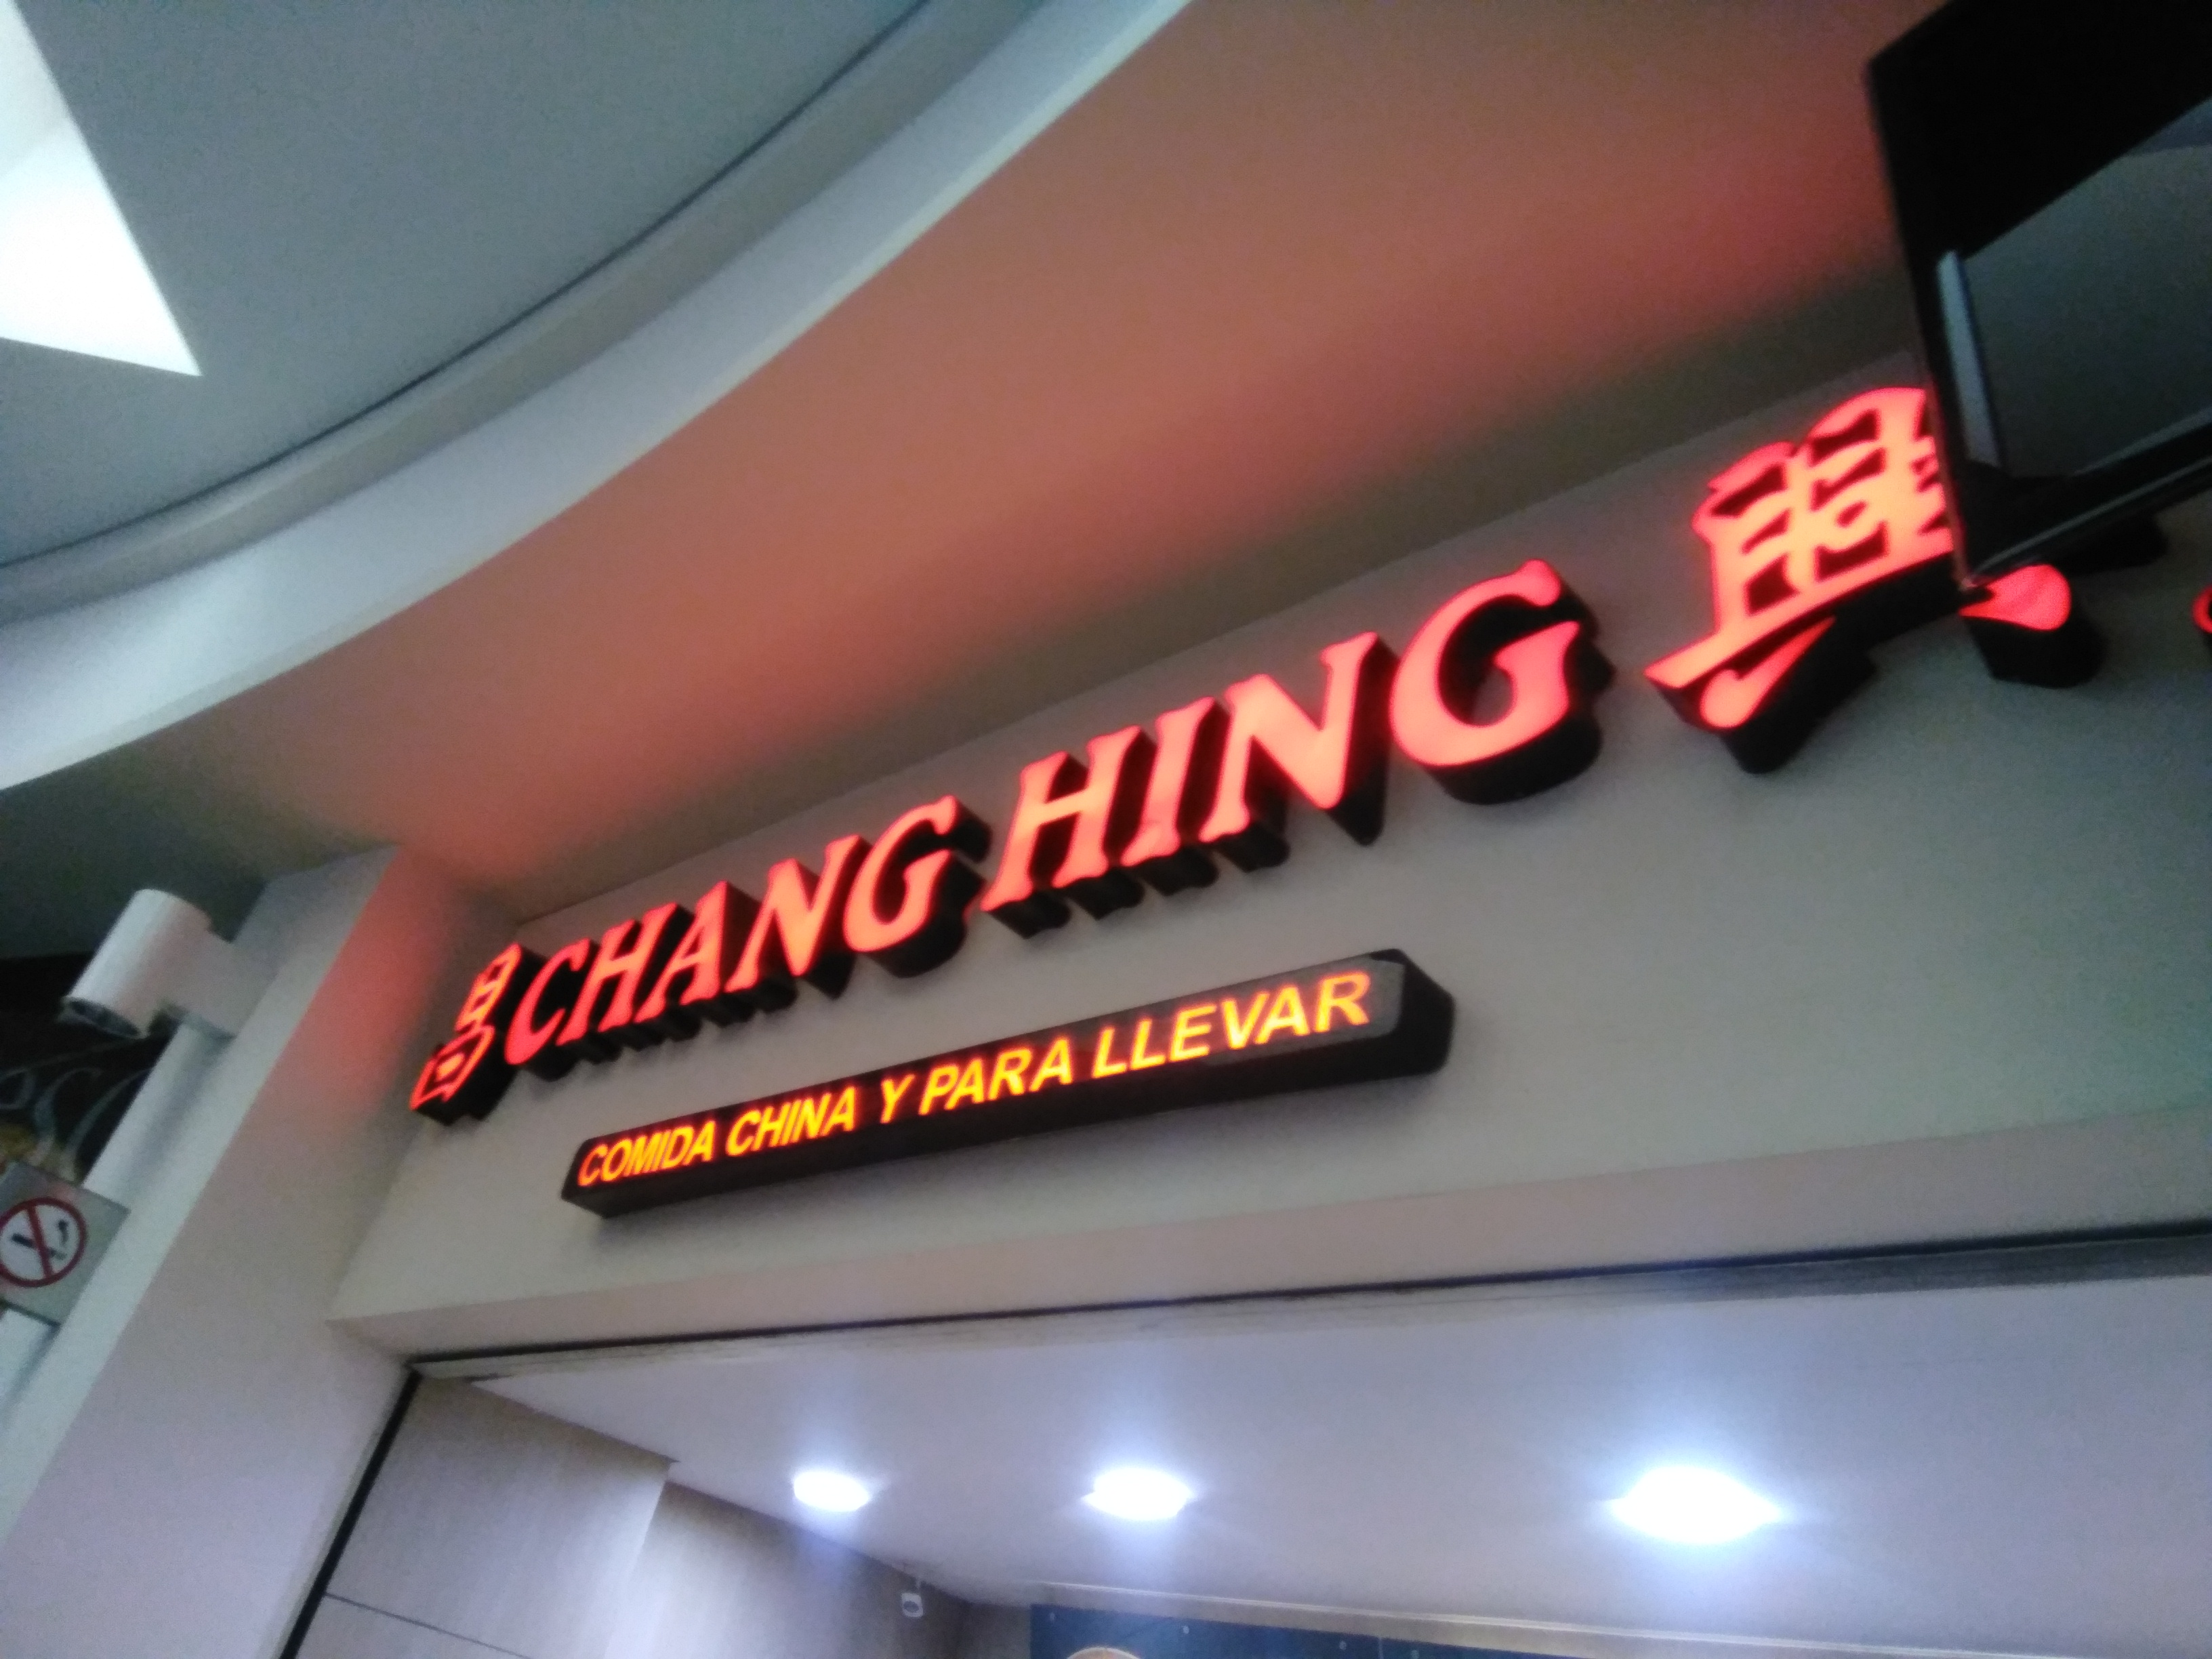 昌 CHANG HING 興
COMIDA CHINA Y PARA LLEVAR